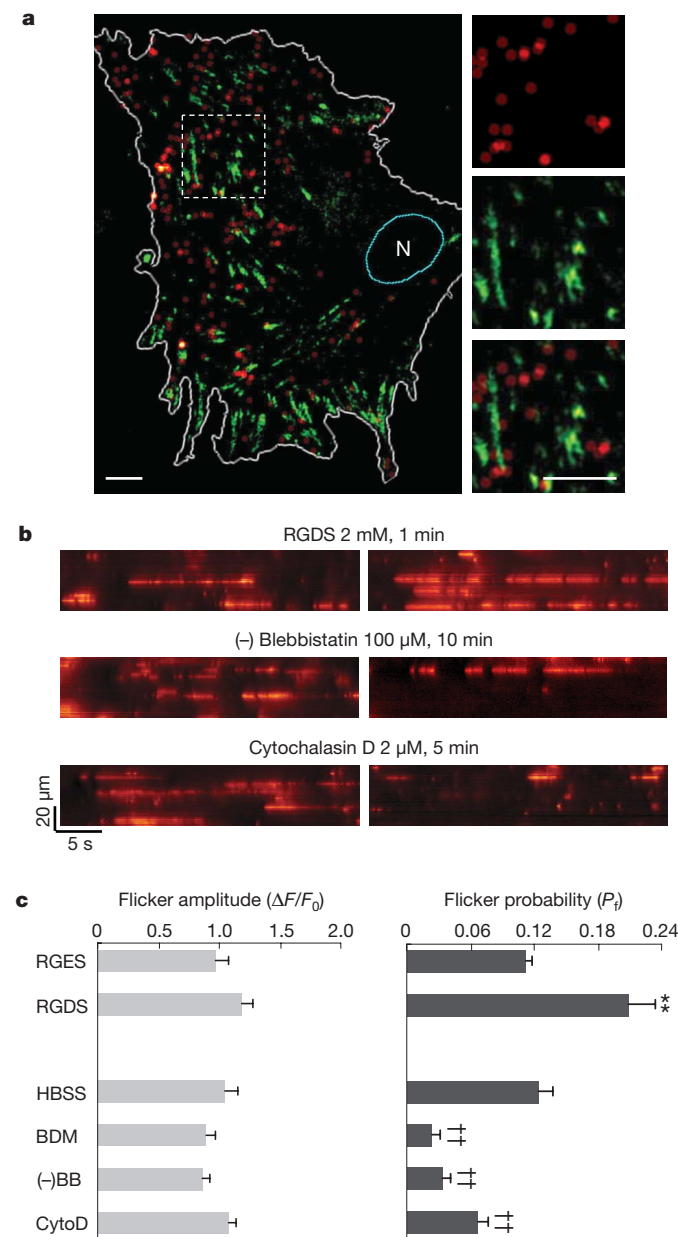 a
N
b
RGDS 2 mM, 1 min
(–) Blebbistatin 100 μM, 10 min
Cytochalasin D 2 μM, 5 min
20 μm
5 s
c
Flicker amplitude (ΔF/F0)
Flicker probability (Pf)
0 0.5 1.0 1.5 2.0
0 0.06 0.12 0.18 0.24
RGES
RGDS **
HBSS
BDM ††
(–)BB ††
CytoD ††